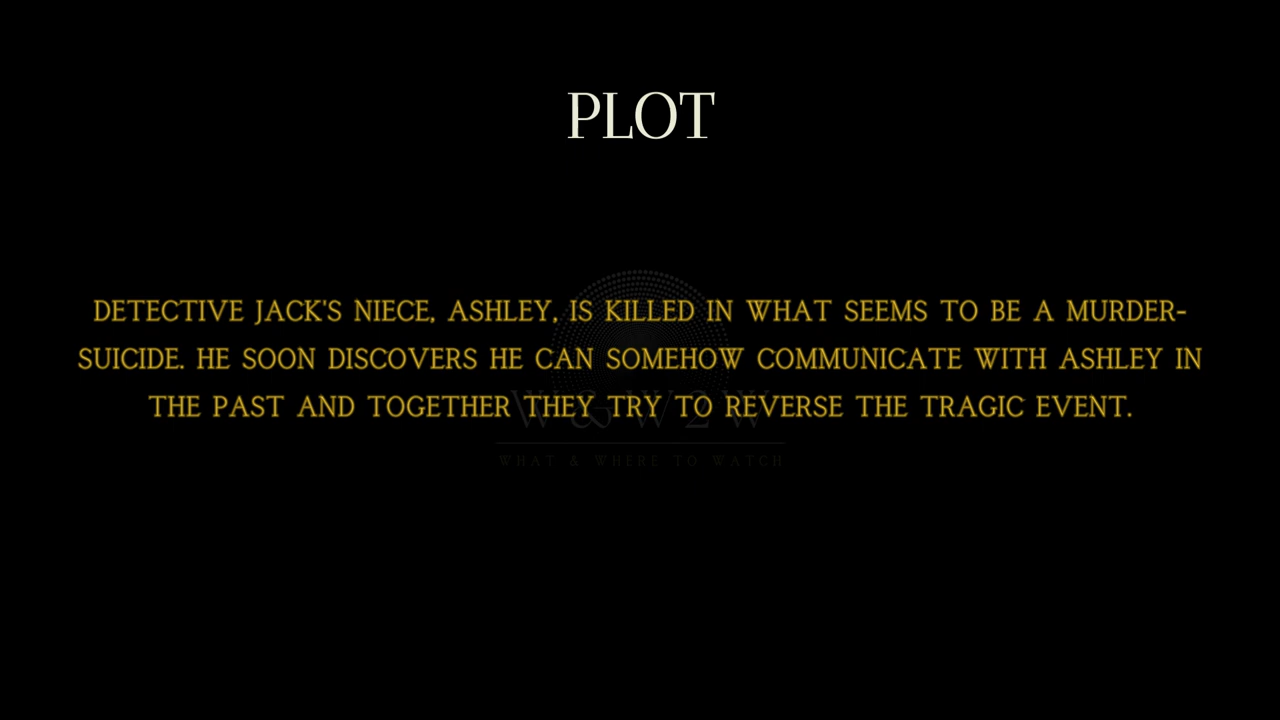 PLOT
DETECTIVE JACK'S NIECE, ASHLEY, IS KILLED IN WHAT SEEMS TO BE A MURDER-
SUICIDE. HE SOON DISCOVERS HE CAN SOMEHOW COMMUNICATE WITH ASHLEY IN
THE PAST AND TOGETHER THEY TRY TO REVERSE THE TRAGIC EVENT.
W&W2W
WHAT & WHERE TO WATCH